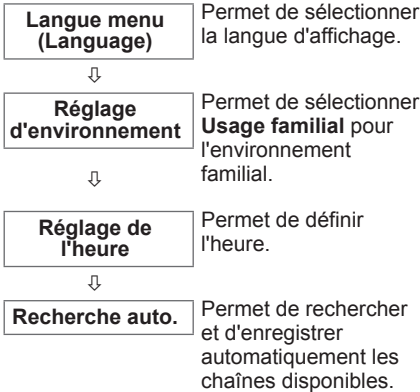 Langue menu
(Language)
Permet de sélectionner
la langue d'affichage.
⇩
Réglage
d'environnement
Permet de sélectionner
Usage familial pour
l'environnement
familial.
⇩
Réglage de
l'heure
Permet de définir
l'heure.
⇩
Recherche auto.
Permet de rechercher
et d'enregistrer
automatiquement les
chaînes disponibles.